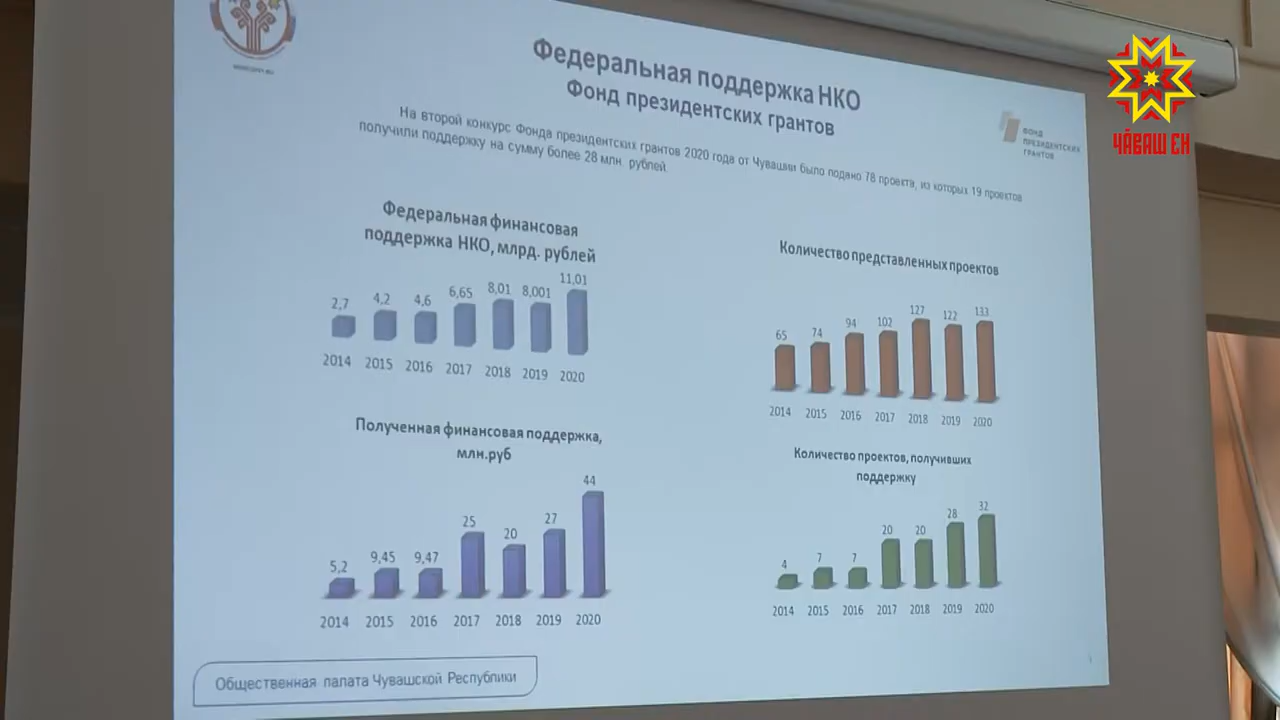 Федеральная поддержка НКО
Фонд президентских грантов
На второй конкурс Фонда президентских грантов 2020 года от Чувашии было подано 78 проекта, из которых 19 проектов
получили поддержку на сумму более 28 млн. рублей.
ФОНД
ПРЕЗИДЕНТСКИХ
ГРАНТОВ
ЧӐВАШ ЕН
Федеральная финансовая
поддержка НКО, млрд. рублей
2,7 4,2 4,6 6,65 8,01 8,001 11,01
2014 2015 2016 2017 2018 2019 2020
Количество представленных проектов
65 74 94 102 127 122 133
2014 2015 2016 2017 2018 2019 2020
Полученная финансовая поддержка,
млн.руб
5,2 9,45 9,47 25 20 27 44
2014 2015 2016 2017 2018 2019 2020
Количество проектов, получивших
поддержку
4 7 7 20 20 28 32
2014 2015 2016 2017 2018 2019 2020
Общественная палата Чувашской Республики